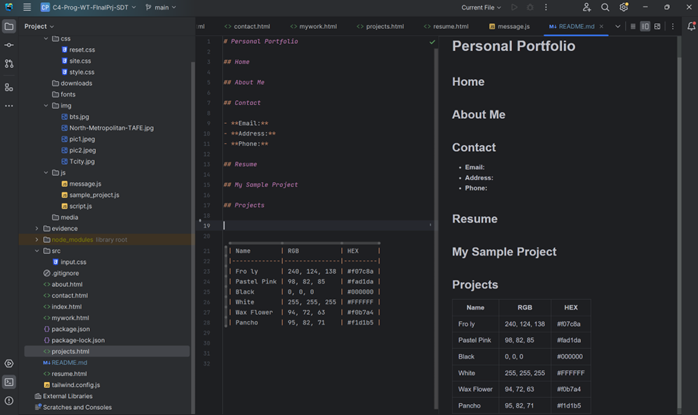 CP C4-Prog-WT-FInalPrj-SDT main Current File
Project
css
reset.css
site.css
style.css
downloads
fonts
img
bts.jpg
North-Metropolitan-TAFE.jpg
pic1.jpeg
pic2.jpeg
Tcity.jpg
js
message.js
sample_project.js
script.js
media
evidence
node_modules library root
src
input.css
.gitignore
about.html
contact.html
index.html
mywork.html
package.json
package-lock.json
projects.html
README.md
resume.html
tailwind.config.js
External Libraries
Scratches and Consoles
ml contact.html mywork.html projects.html resume.html message.js README.md
1 # Personal Portfolio
2
3 ## Home
4
5 ## About Me
6
7 ## Contact
8
9 - **Email:**
10 - **Address:**
11 - **Phone:**
12
13 ## Resume
14
15 ## My Sample Project
16
17 ## Projects
18
19
20
21 | Name | RGB | HEX |
22 |-------------|---------------|---------|
23 | Fro ly | 240, 124, 138 | #f07c8a |
24 | Pastel Pink | 98, 82, 85 | #fad1da |
25 | Black | 0, 0, 0 | #000000 |
26 | White | 255, 255, 255 | #FFFFFF |
27 | Wax Flower | 94, 72, 63 | #f0b7a4 |
28 | Pancho | 95, 82, 71 | #f1d1b5 |
29
30
31
32
Personal Portfolio
Home
About Me
Contact
• Email:
• Address:
• Phone:
Resume
My Sample Project
Projects
Name RGB HEX
Fro ly 240, 124, 138 #f07c8a
Pastel Pink 98, 82, 85 #fad1da
Black 0, 0, 0 #000000
White 255, 255, 255 #FFFFFF
Wax Flower 94, 72, 63 #f0b7a4
Pancho 95, 82, 71 #f1d1b5